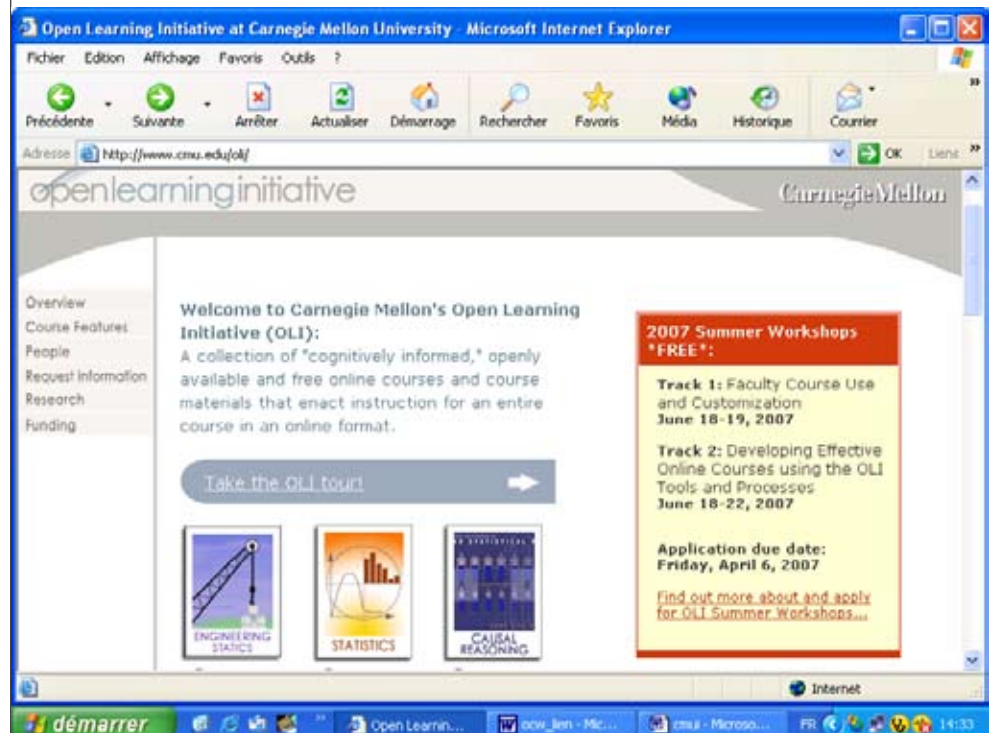 Open Learning Initiative at Carnegie Mellon University - Microsoft Internet Explorer
Fichier Edition Affichage Favoris Outils ?
Précédente Suivante Arrêter Actualiser Démarrage Rechercher Favoris Média Historique Courrier
Adresse http://www.cmu.edu/oli/ OK Liens
openlearninginitiative
Carnegie Mellon
Overview
Course Features
People
Request Information
Research
Funding
Welcome to Carnegie Mellon's Open Learning
Initiative (OLI):
A collection of "cognitively informed," openly
available and free online courses and course
materials that enact instruction for an entire
course in an online format.
Take the OLI tour!
ENGINEERING
STATICS
STATISTICS
CAUSAL
REASONING
2007 Summer Workshops
*FREE*:
Track 1: Faculty Course Use
and Customization
June 18-19, 2007
Track 2: Developing Effective
Online Courses using the OLI
Tools and Processes
June 18-22, 2007
Application due date:
Friday, April 6, 2007
Find out more about and apply
for OLI Summer Workshops...
Internet
démarrer Open Learnin... ocw_lien - Mic... cmui - Microso... FR 14:33